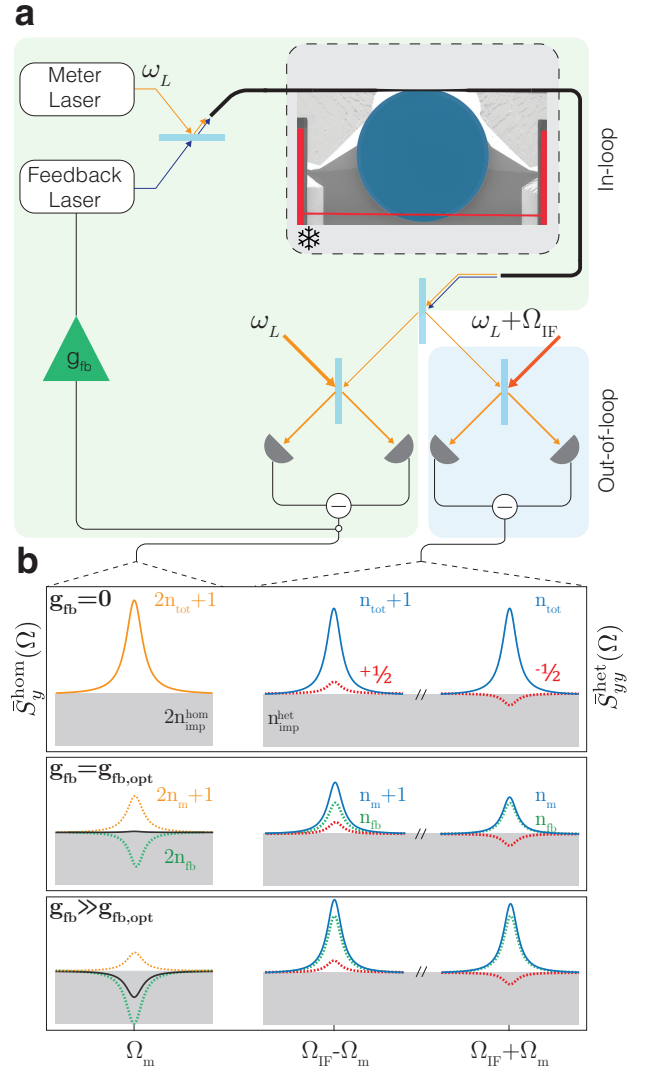 a
Meter
Laser
ω_L
Feedback
Laser
In-loop
ω_L
ω_L+Ω_IF
g_fb
Out-of-loop
−
−
b
g_fb=0
2n_tot+1
n_tot+1
n_tot
+½
-½
S̄_y^hom(Ω)
S̄_yy^het(Ω)
2n_imp^hom
n_imp^het
//
g_fb=g_fb,opt
2n_m+1
n_m+1
n_m
n_fb
n_fb
2n_fb
//
g_fb≫g_fb,opt
//
Ω_m
Ω_IF-Ω_m
Ω_IF+Ω_m